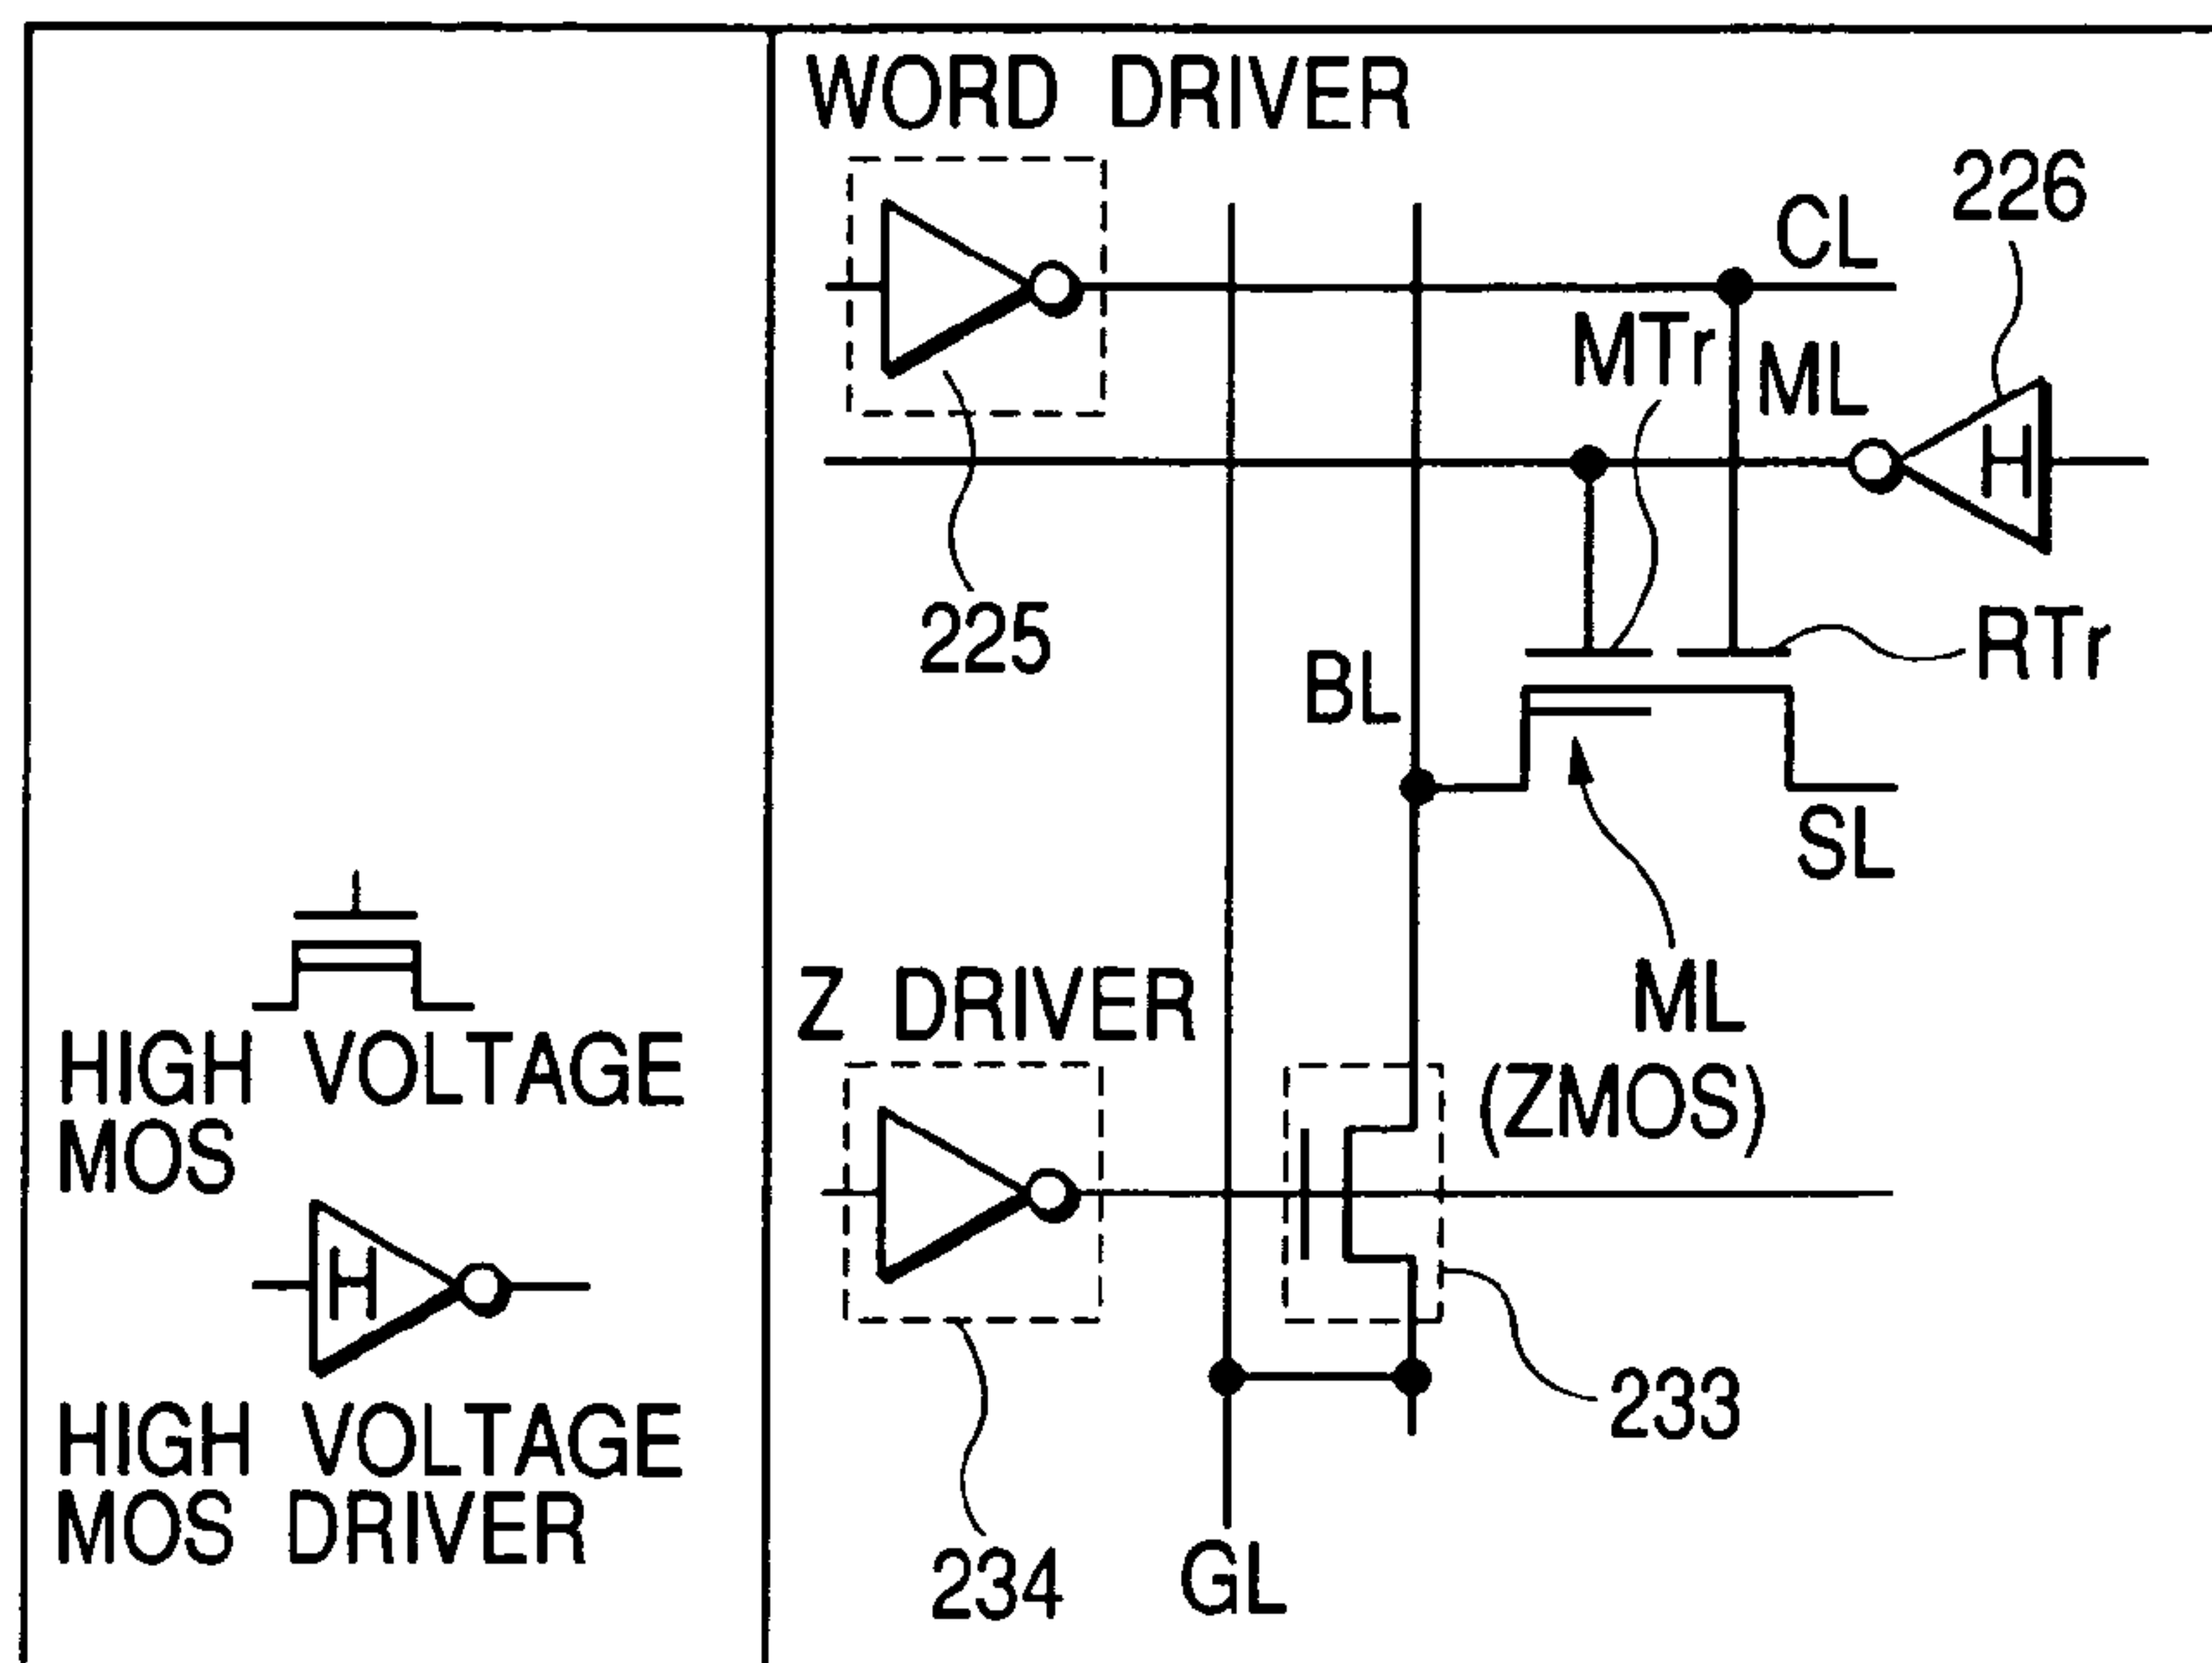 WORD DRIVER
226
CL
MTr
ML
H
225
RTr
BL
SL
ML
(ZMOS)
Z DRIVER
HIGH VOLTAGE
MOS
H
HIGH VOLTAGE
MOS DRIVER
233
234
GL